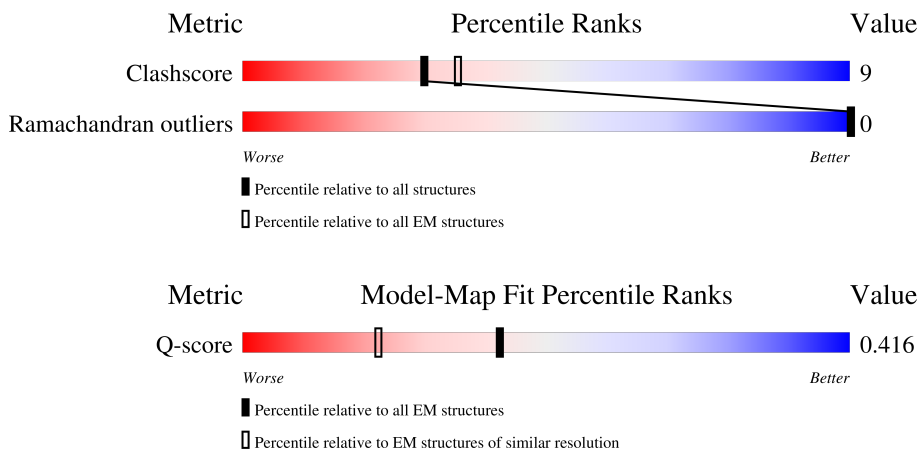 Metric Percentile Ranks Value
Clashscore 9
Ramachandran outliers 0
Worse Better
Percentile relative to all structures
Percentile relative to all EM structures
Metric Model-Map Fit Percentile Ranks Value
Q-score 0.416
Worse Better
Percentile relative to all EM structures
Percentile relative to EM structures of similar resolution